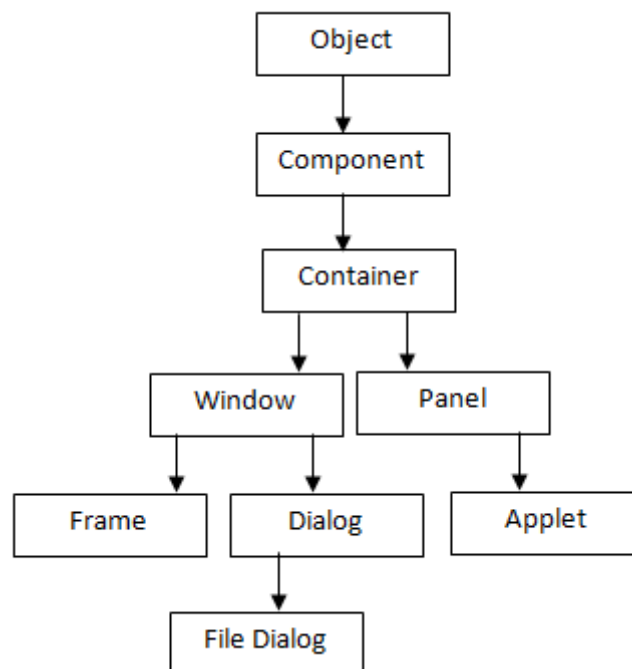 Object
Component
Container
Window
Panel
Frame
Dialog
Applet
File Dialog